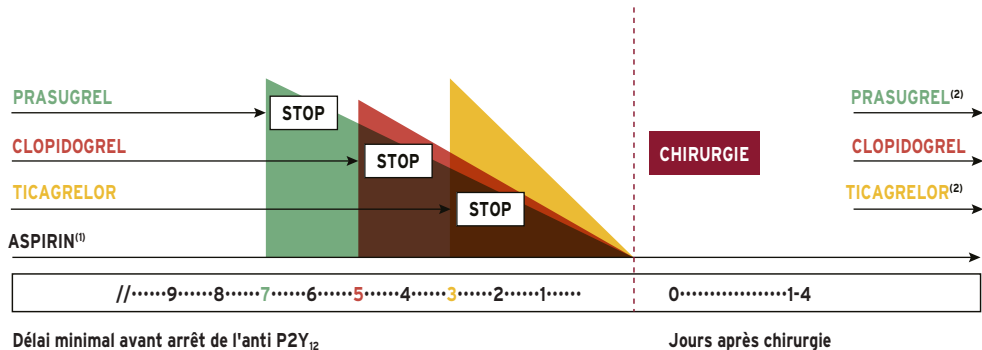 PRASUGREL
STOP
PRASUGREL(2)
CLOPIDOGREL
STOP
CHIRURGIE
CLOPIDOGREL
TICAGRELOR
STOP
TICAGRELOR(2)
ASPIRIN(1)
//······9······8······7······6······5······4······3······2······1······ 0·················1-4
Délai minimal avant arrêt de l'anti P2Y12
Jours après chirurgie